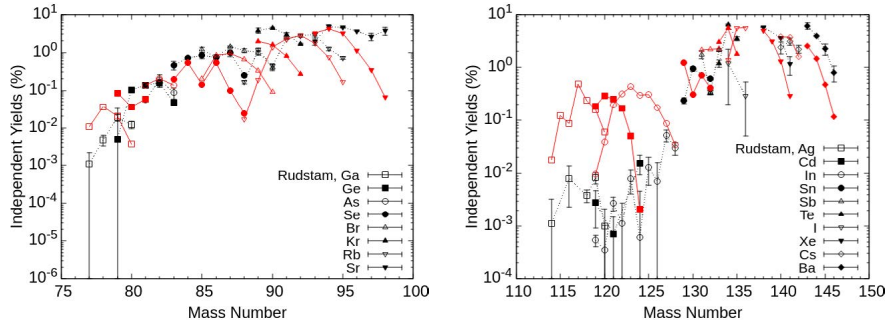 Independent Yields (%)
10^1
10^0
10^-1
10^-2
10^-3
10^-4
10^-5
10^-6
75 80 85 90 95 100
Mass Number
Rudstam, Ga
Ge
As
Se
Br
Kr
Rb
Sr
Independent Yields (%)
10^1
10^0
10^-1
10^-2
10^-3
10^-4
110 115 120 125 130 135 140 145 150
Mass Number
Rudstam, Ag
Cd
In
Sn
Sb
Te
I
Xe
Cs
Ba